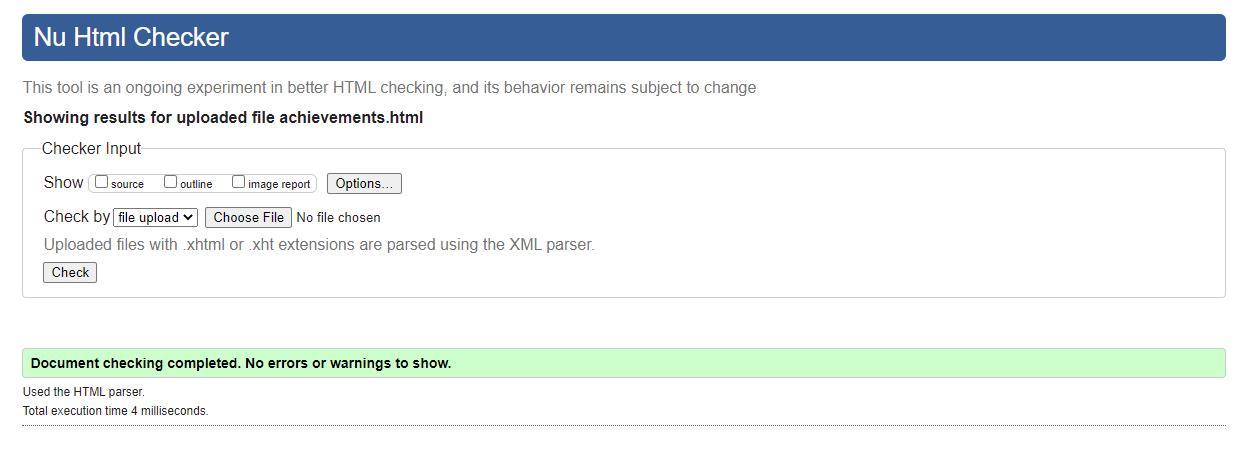 Nu Html Checker
This tool is an ongoing experiment in better HTML checking, and its behavior remains subject to change
Showing results for uploaded file achievements.html
Checker Input
Show source outline image report Options...
Check by file upload Choose File No file chosen
Uploaded files with .xhtml or .xht extensions are parsed using the XML parser.
Check
Document checking completed. No errors or warnings to show.
Used the HTML parser.
Total execution time 4 milliseconds.